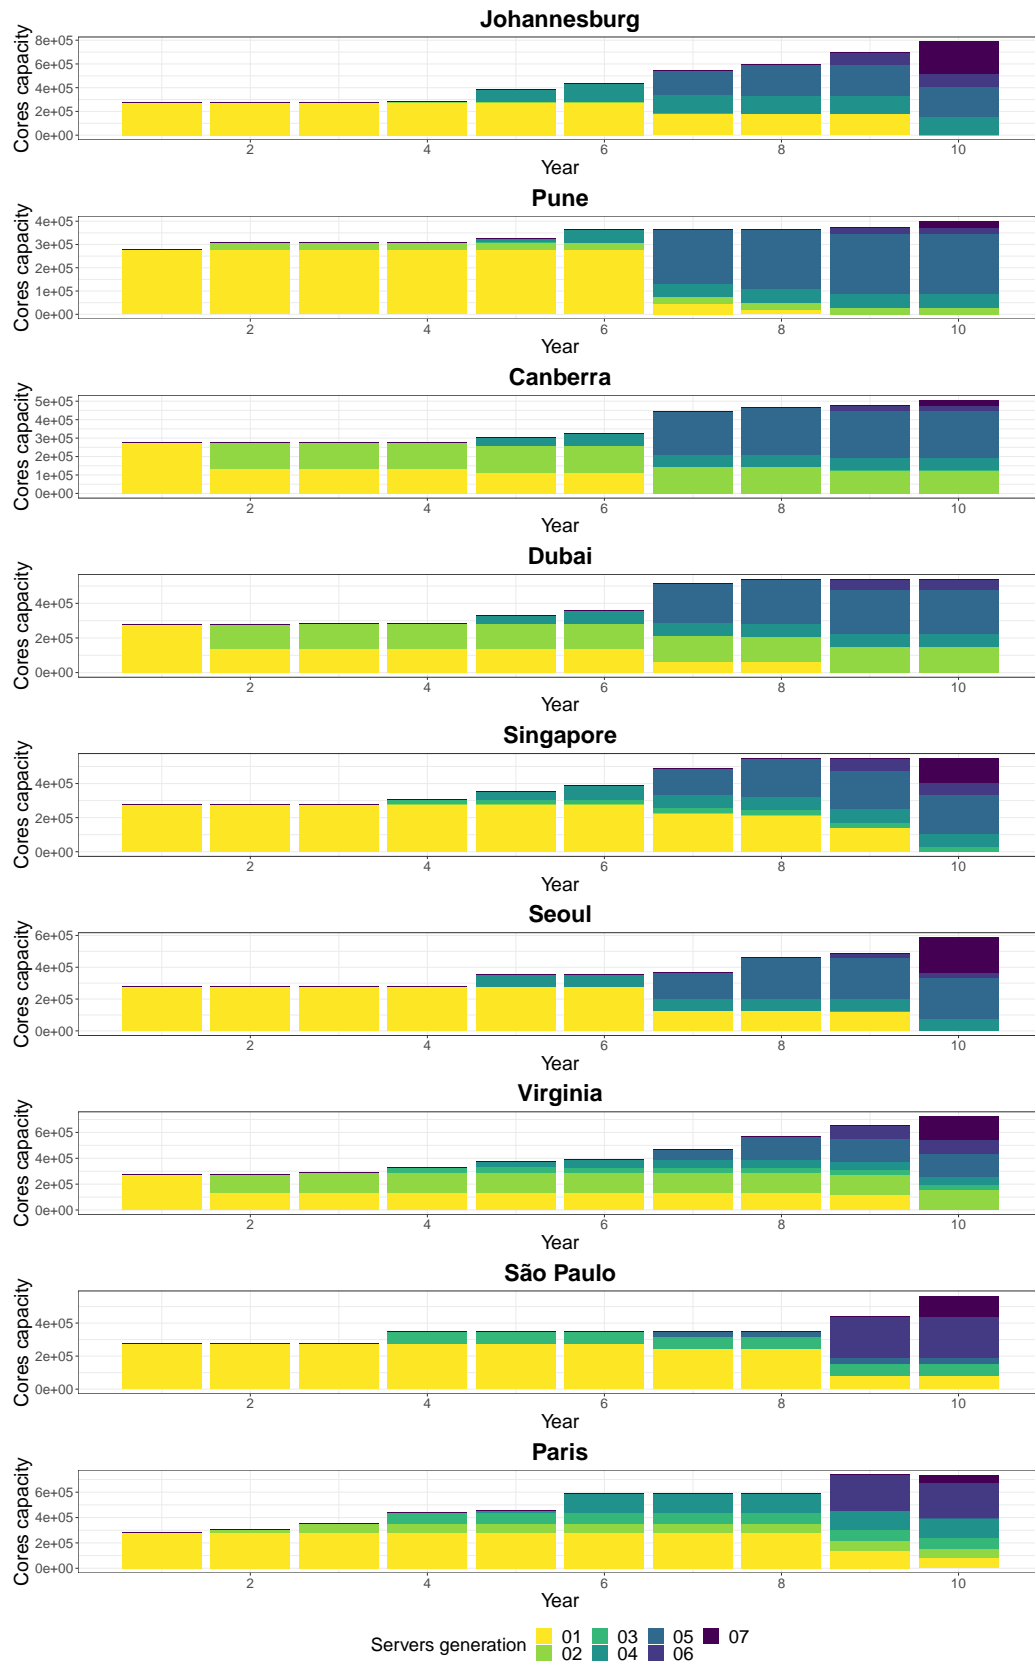 Johannesburg
Cores capacity
8e+05
6e+05
4e+05
2e+05
0e+00
2 4 6 8 10
Year
Pune
Cores capacity
4e+05
3e+05
2e+05
1e+05
0e+00
2 4 6 8 10
Year
Canberra
Cores capacity
5e+05
4e+05
3e+05
2e+05
1e+05
0e+00
2 4 6 8 10
Year
Dubai
Cores capacity
4e+05
2e+05
0e+00
2 4 6 8 10
Year
Singapore
Cores capacity
4e+05
2e+05
0e+00
2 4 6 8 10
Year
Seoul
Cores capacity
6e+05
4e+05
2e+05
0e+00
2 4 6 8 10
Year
Virginia
Cores capacity
6e+05
4e+05
2e+05
0e+00
2 4 6 8 10
Year
São Paulo
Cores capacity
4e+05
2e+05
0e+00
2 4 6 8 10
Year
Paris
Cores capacity
6e+05
4e+05
2e+05
0e+00
2 4 6 8 10
Year
Servers generation
01 03 05 07
02 04 06